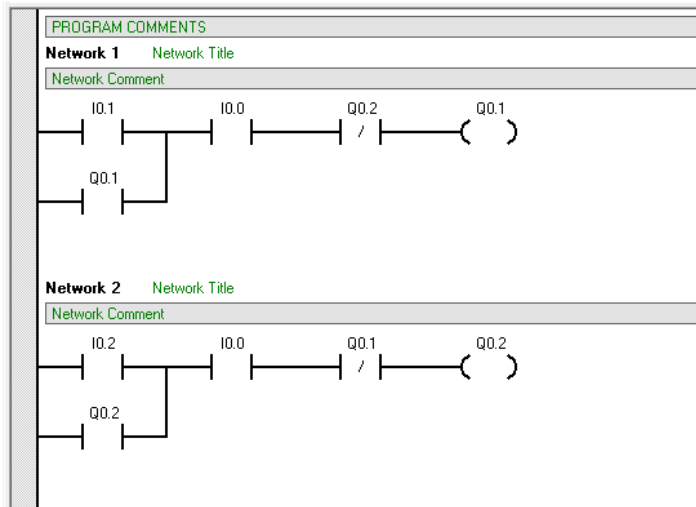 PROGRAM COMMENTS
Network 1 Network Title
Network Comment
I0.1 I0.0 Q0.2 Q0.1
/
Q0.1
Network 2 Network Title
Network Comment
I0.2 I0.0 Q0.1 Q0.2
/
Q0.2